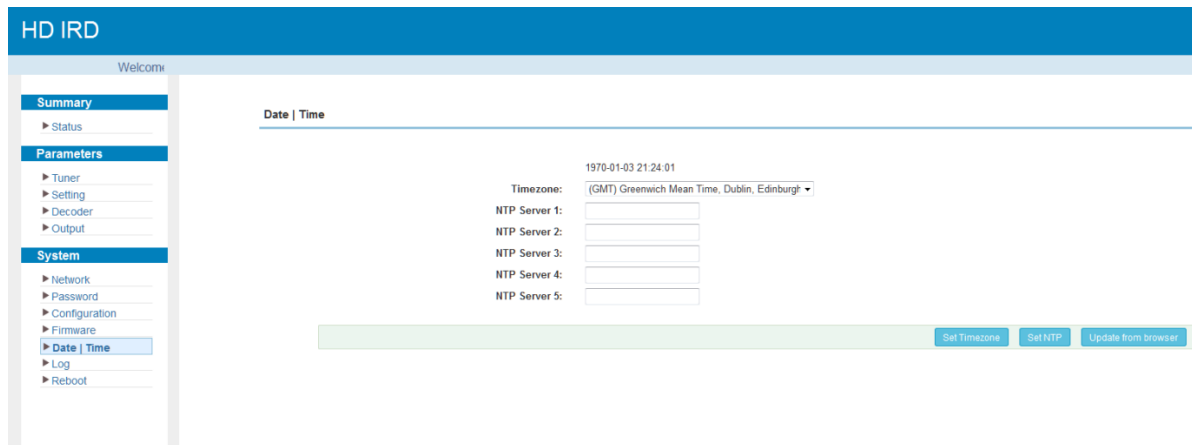 HD IRD
Welcom
Summary
Status
Parameters
Tuner
Setting
Decoder
Output
System
Network
Password
Configuration
Firmware
Date | Time
Log
Reboot
Date | Time
1970-01-03 21:24:01
Timezone: (GMT) Greenwich Mean Time, Dublin, Edinburgh
NTP Server 1:
NTP Server 2:
NTP Server 3:
NTP Server 4:
NTP Server 5:
Set Timezone Set NTP Update from browser